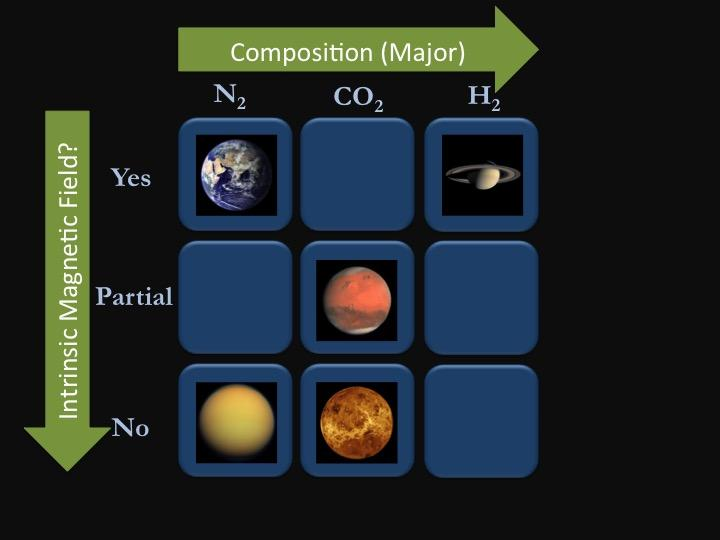 Composition (Major)
N₂ CO₂ H₂
Intrinsic Magnetic Field?
Yes
Partial
No